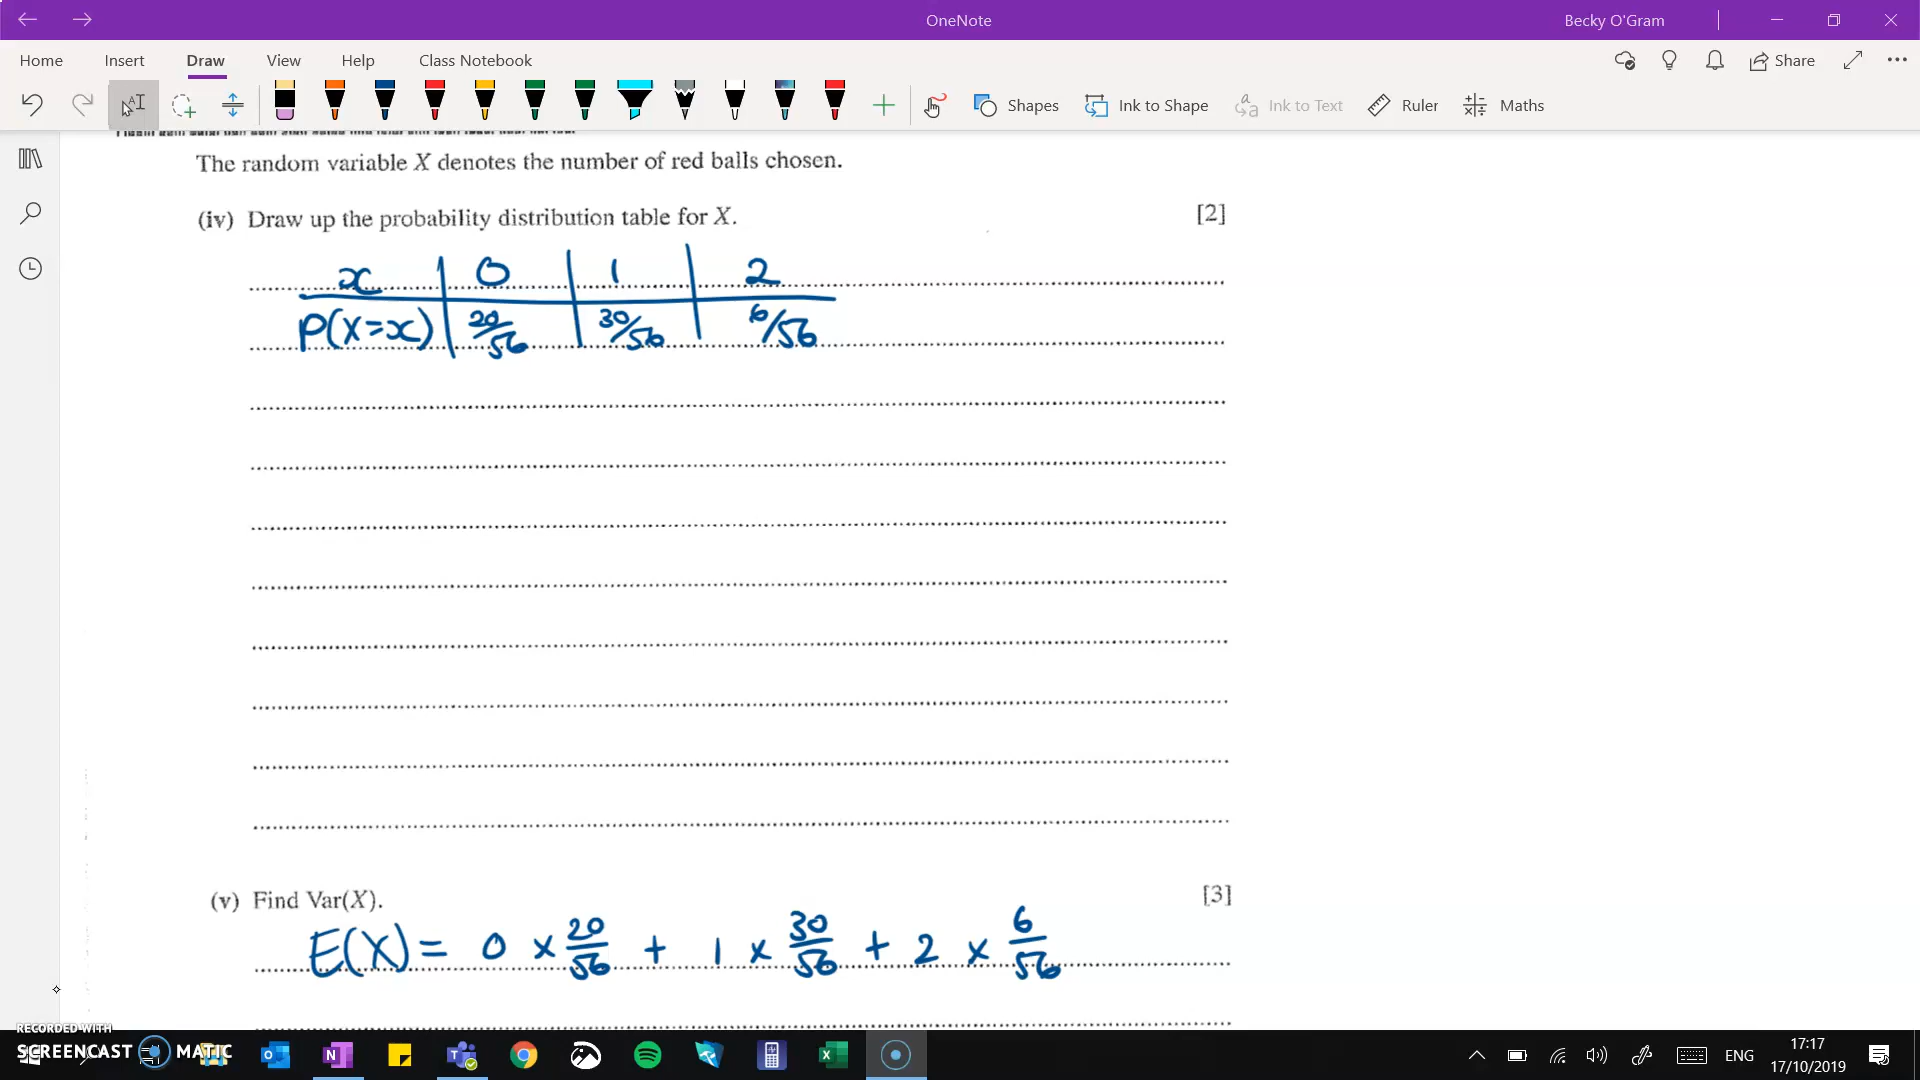 OneNote
Becky O'Gram
Home Insert Draw View Help Class Notebook
Share
Shapes Ink to Shape Ink to Text Ruler Maths
The random variable X denotes the number of red balls chosen.
(iv) Draw up the probability distribution table for X. [2]
x 0 1 2
P(X=x) 20/56 30/56 6/56
(v) Find Var(X). [3]
E(X) = 0 × 20/56 + 1 × 30/56 + 2 × 6/56
RECORDED WITH
SCREENCAST MATIC
ENG
17:17
17/10/2019